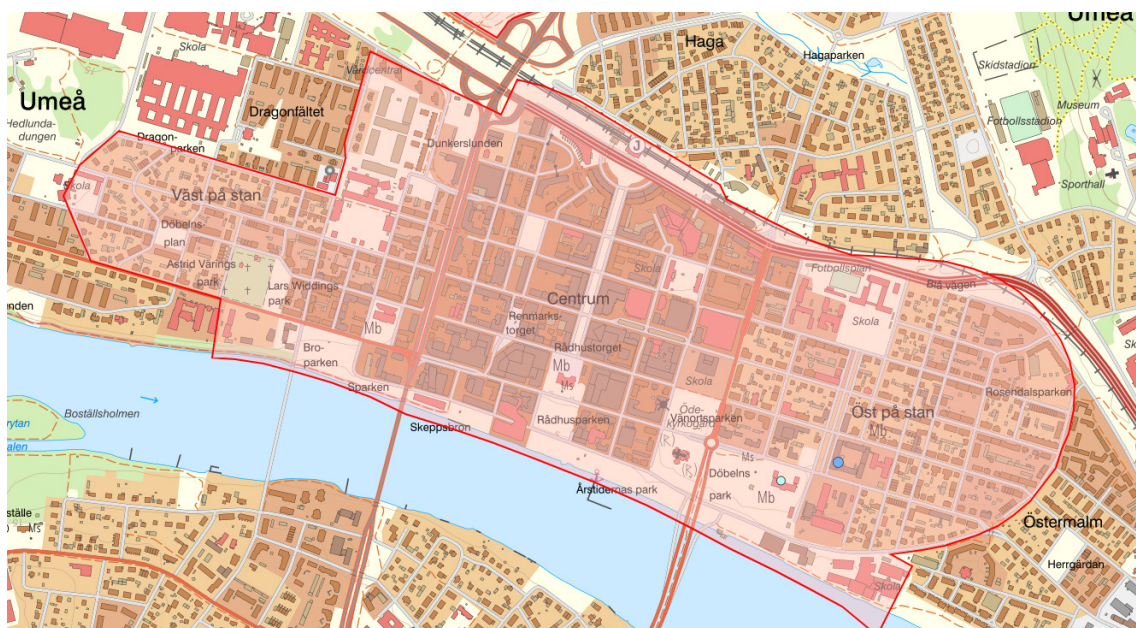 Umeå
Skola
Haga
Hagaparken
Skidstadion
Vårdcentral
Umeå
Dragonfältet
Museum
Fotbollsstadion
Hedlunda-
dungen
Dragon-
parken
Dunkerslunden
J
Skola
Väst på stan
Sporthall
Döbelns-
plan
Astrid Värings
park
Lars Widdings
park
Skola
Fotbollsplan
Blå vägen
Centrum
Renmarks-
torget
Mb
Skola
Bro-
parken
Rådhustorget
Mb
Ms
Sparken
Skola
Rosendalsparken
Boställsholmen
Skeppsbron
Rådhusparken
Öde-
kyrkogård
Vänortsparken
Öst på stan
Mb
(R)
(R)
Ms
Årstidernas park
Döbelns
park
Mb
Östermalm
Ms
Herrgårdan
Skola